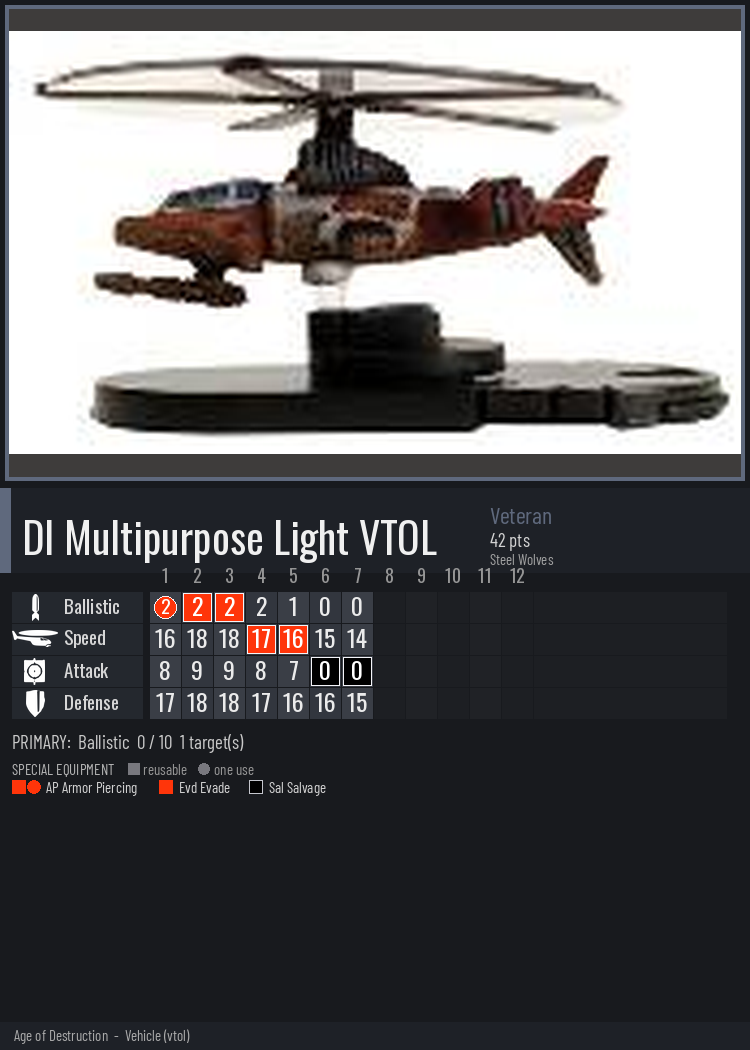 DI Multipurpose Light VTOL
Veteran
42 pts
Steel Wolves
1 2 3 4 5 6 7 8 9 10 11 12
Ballistic 2 2 2 2 1 0 0
Speed 16 18 18 17 16 15 14
Attack 8 9 9 8 7 0 0
Defense 17 18 18 17 16 16 15
PRIMARY: Ballistic 0 / 10 1 target(s)
SPECIAL EQUIPMENT reusable one use
AP Armor Piercing Evd Evade Sal Salvage
Age of Destruction - Vehicle (vtol)